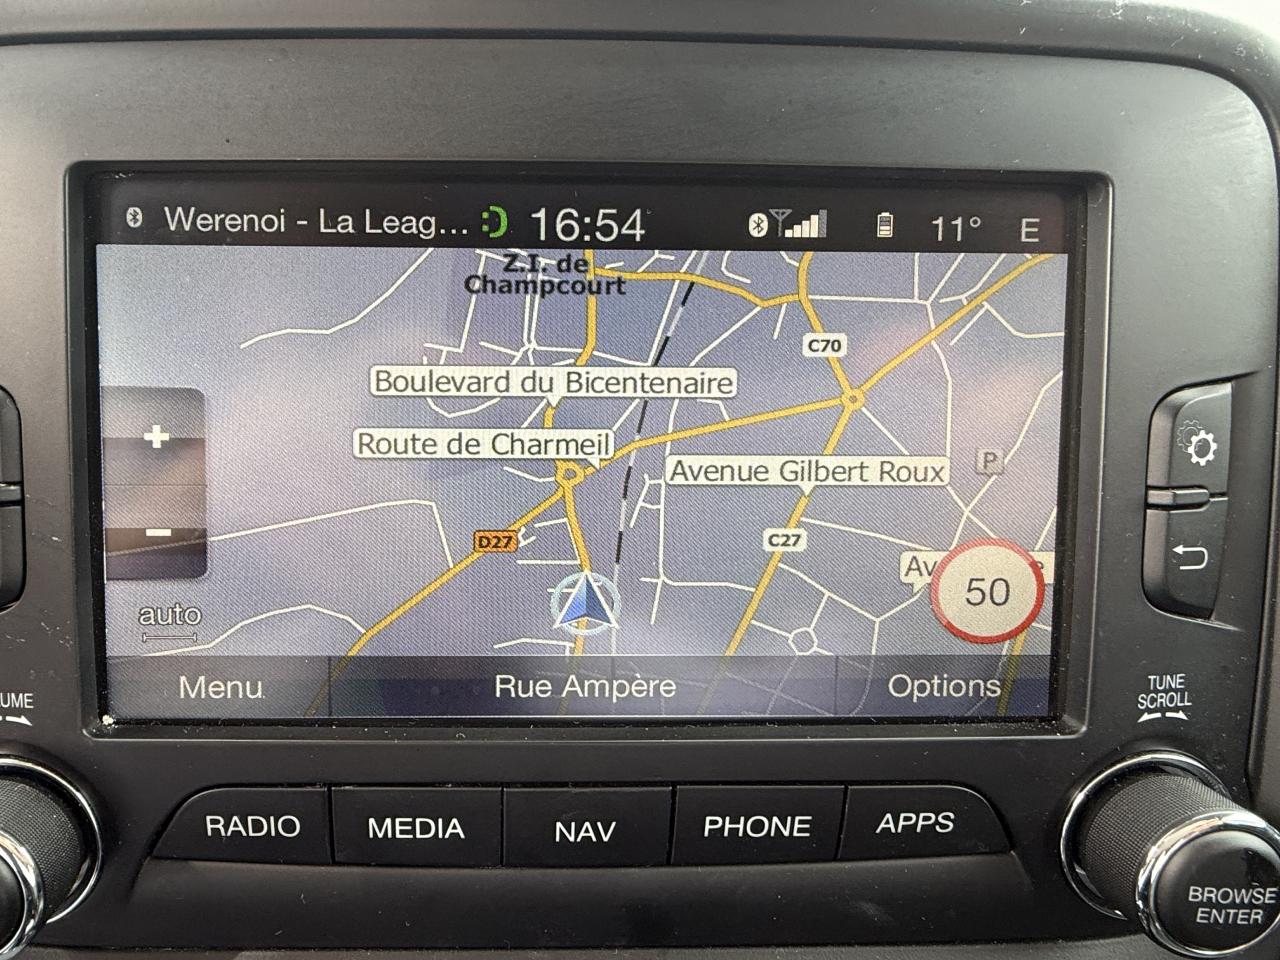 Werenoi - La Leag... 16:54 11° E
Z.I. de
Champcourt
C70
Boulevard du Bicentenaire
Route de Charmeil
Avenue Gilbert Roux
P
D27
C27
50
+
-
auto
Menu
Rue Ampère
Options
TUNE
SCROLL
RADIO
MEDIA
NAV
PHONE
APPS
BROWSE
ENTER